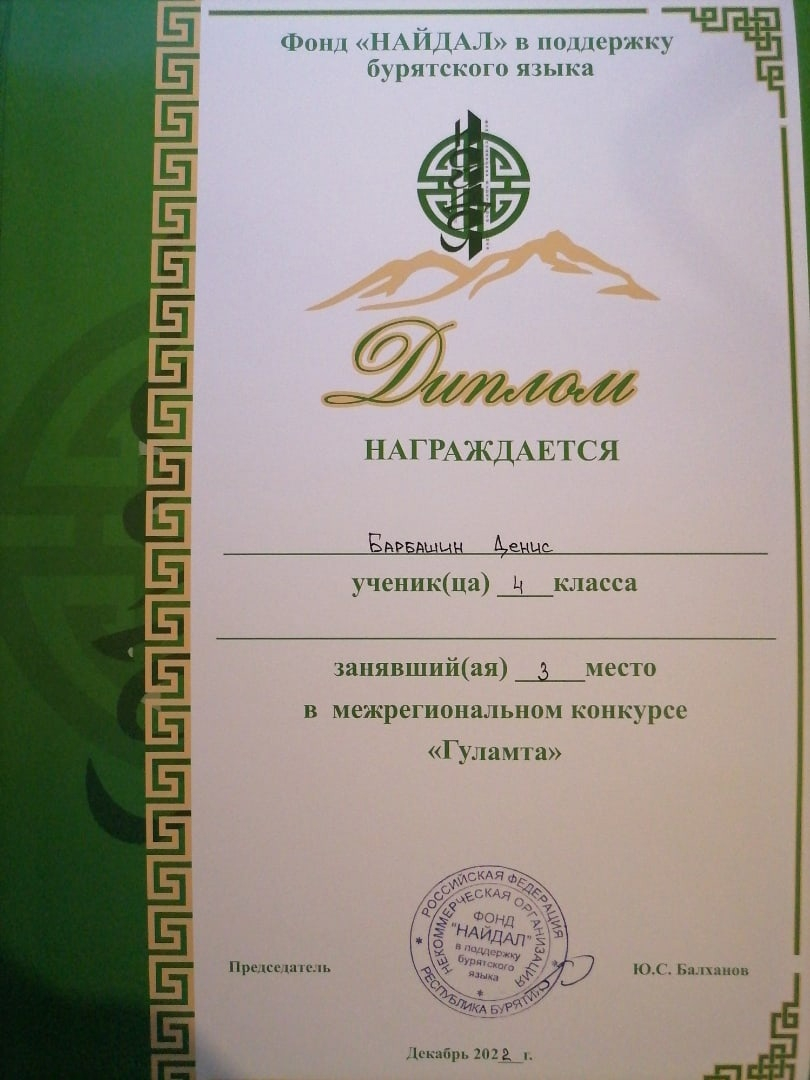 Фонд «НАЙДАЛ» в поддержку
бурятского языка
Диплом
НАГРАЖДАЕТСЯ
Барбашин Денис
ученик(ца) 4 класса
занявший(ая) 3 место
в межрегиональном конкурсе
«Гуламта»
РОССИЙСКАЯ ФЕДЕРАЦИЯ
НЕКОММЕРЧЕСКАЯ ОРГАНИЗАЦИЯ
ФОНД
"НАЙДАЛ"
в поддержку
бурятского
языка
РЕСПУБЛИКА БУРЯТИЯ
Председатель
Ю.С. Балханов
Декабрь 2022 г.